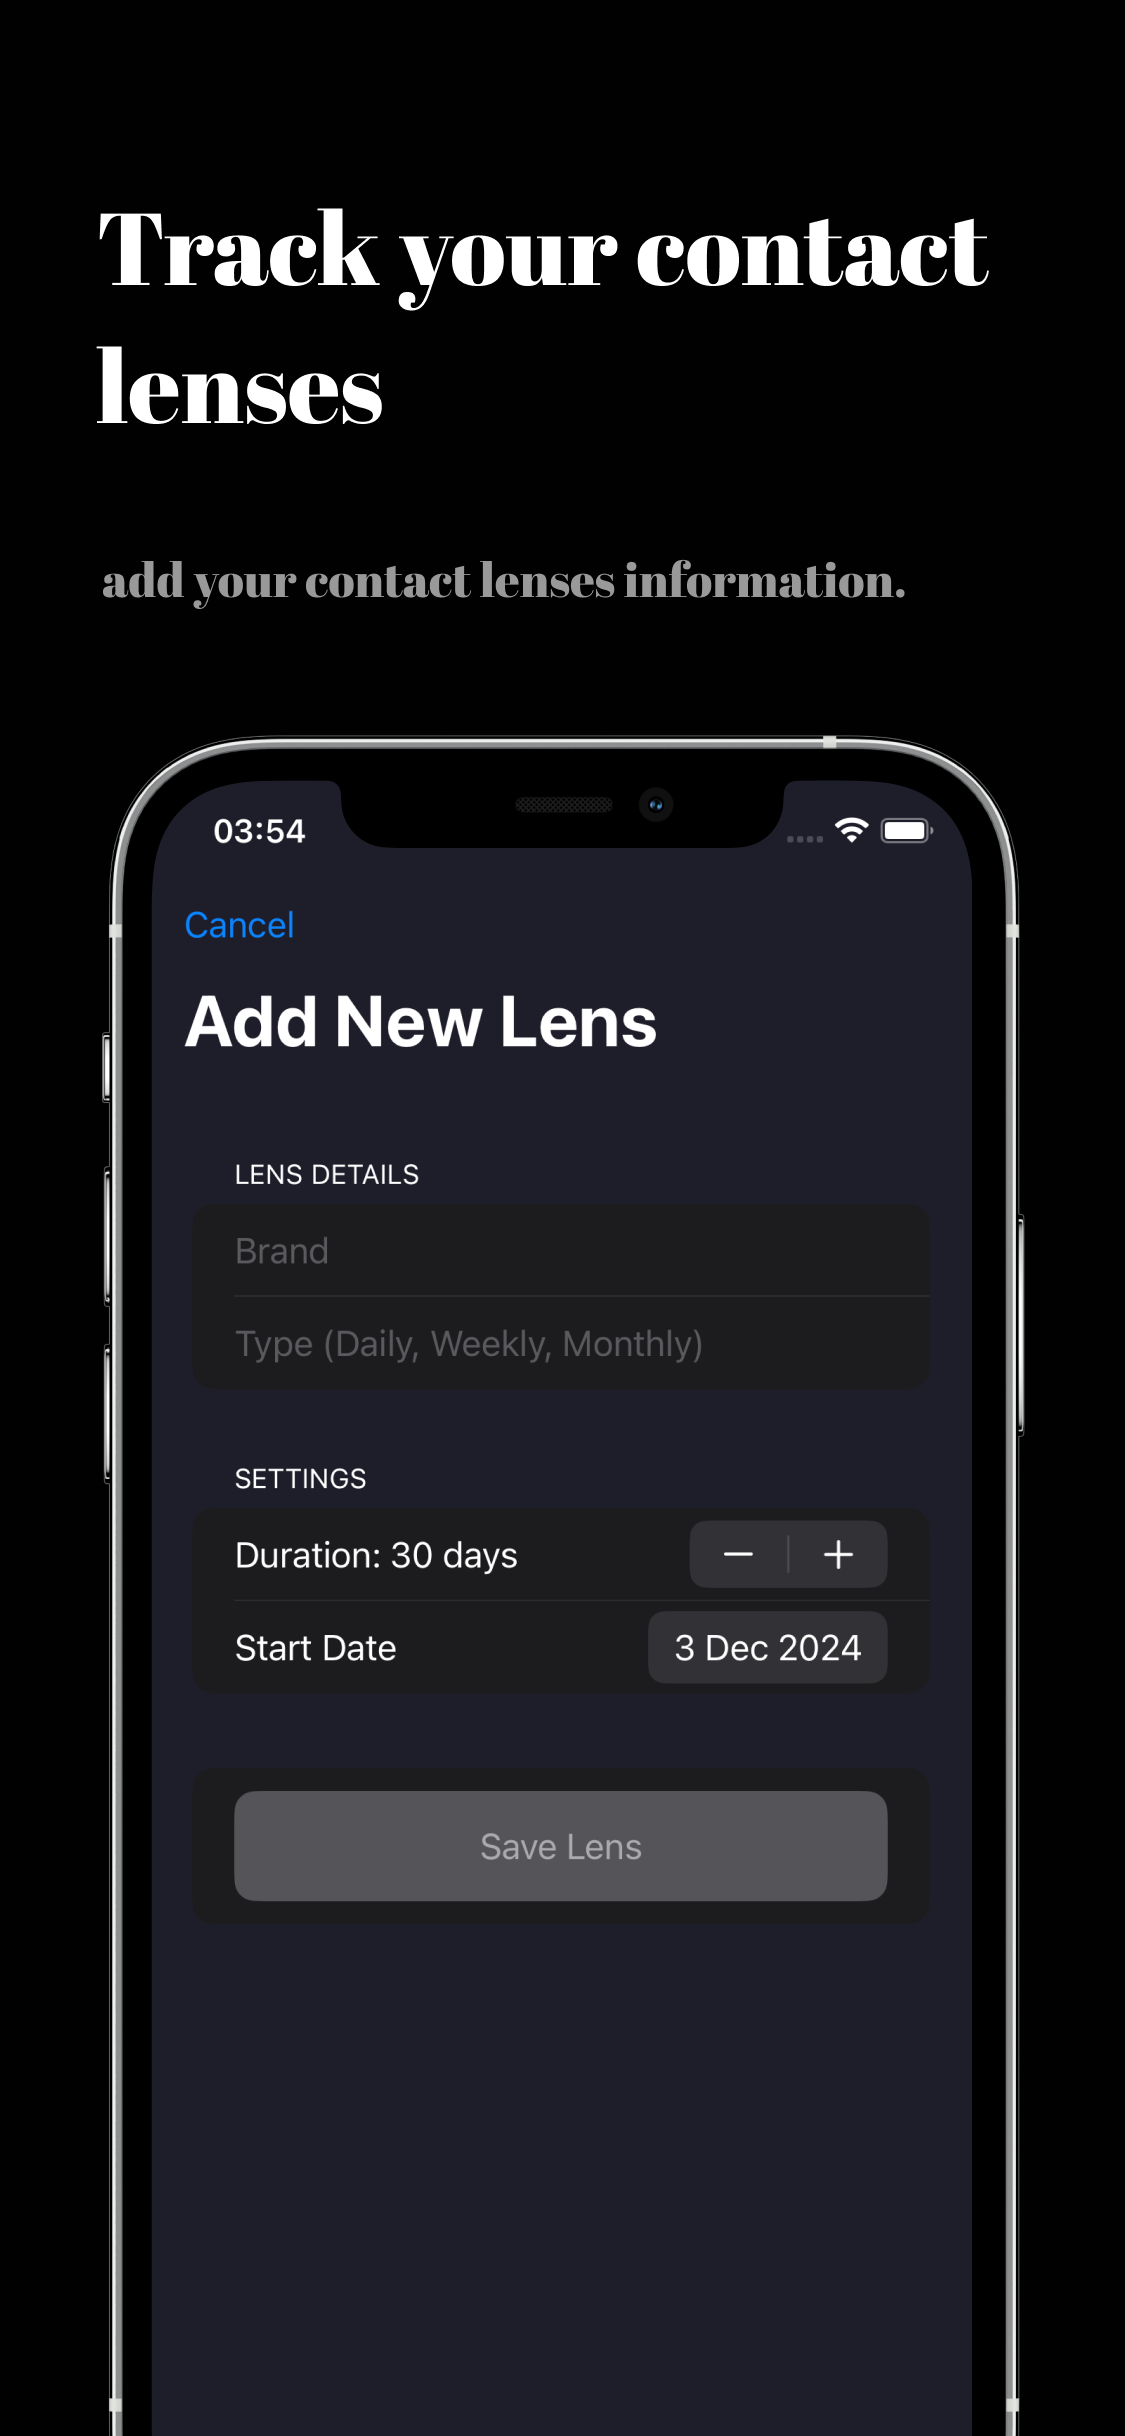 Track your contact
lenses
add your contact lenses information.
03:54
Cancel
Add New Lens
LENS DETAILS
Brand
Type (Daily, Weekly, Monthly)
SETTINGS
Duration: 30 days
Start Date
3 Dec 2024
Save Lens